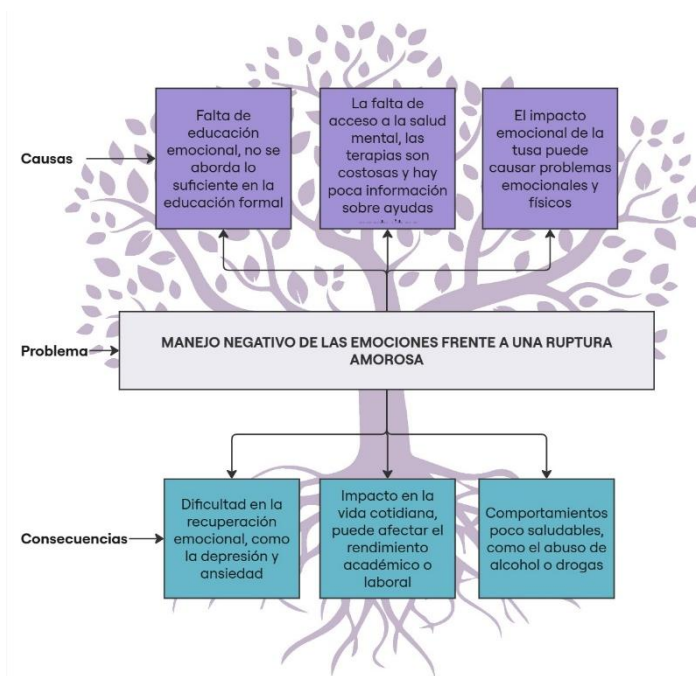 Causas
Falta de
educación
emocional, no se
aborda lo
suficiente en la
educación formal
La falta de
acceso a la salud
mental, las
terapias son
costosas y hay
poca información
sobre ayudas
El impacto
emocional de la
tusa puede
causar problemas
emocionales y
físicos
Problema
MANEJO NEGATIVO DE LAS EMOCIONES FRENTE A UNA RUPTURA
AMOROSA
Consecuencias
Dificultad en la
recuperación
emocional, como
la depresión y
ansiedad
Impacto en la
vida cotidiana,
puede afectar el
rendimiento
académico o
laboral
Comportamientos
poco saludables,
como el abuso de
alcohol o drogas